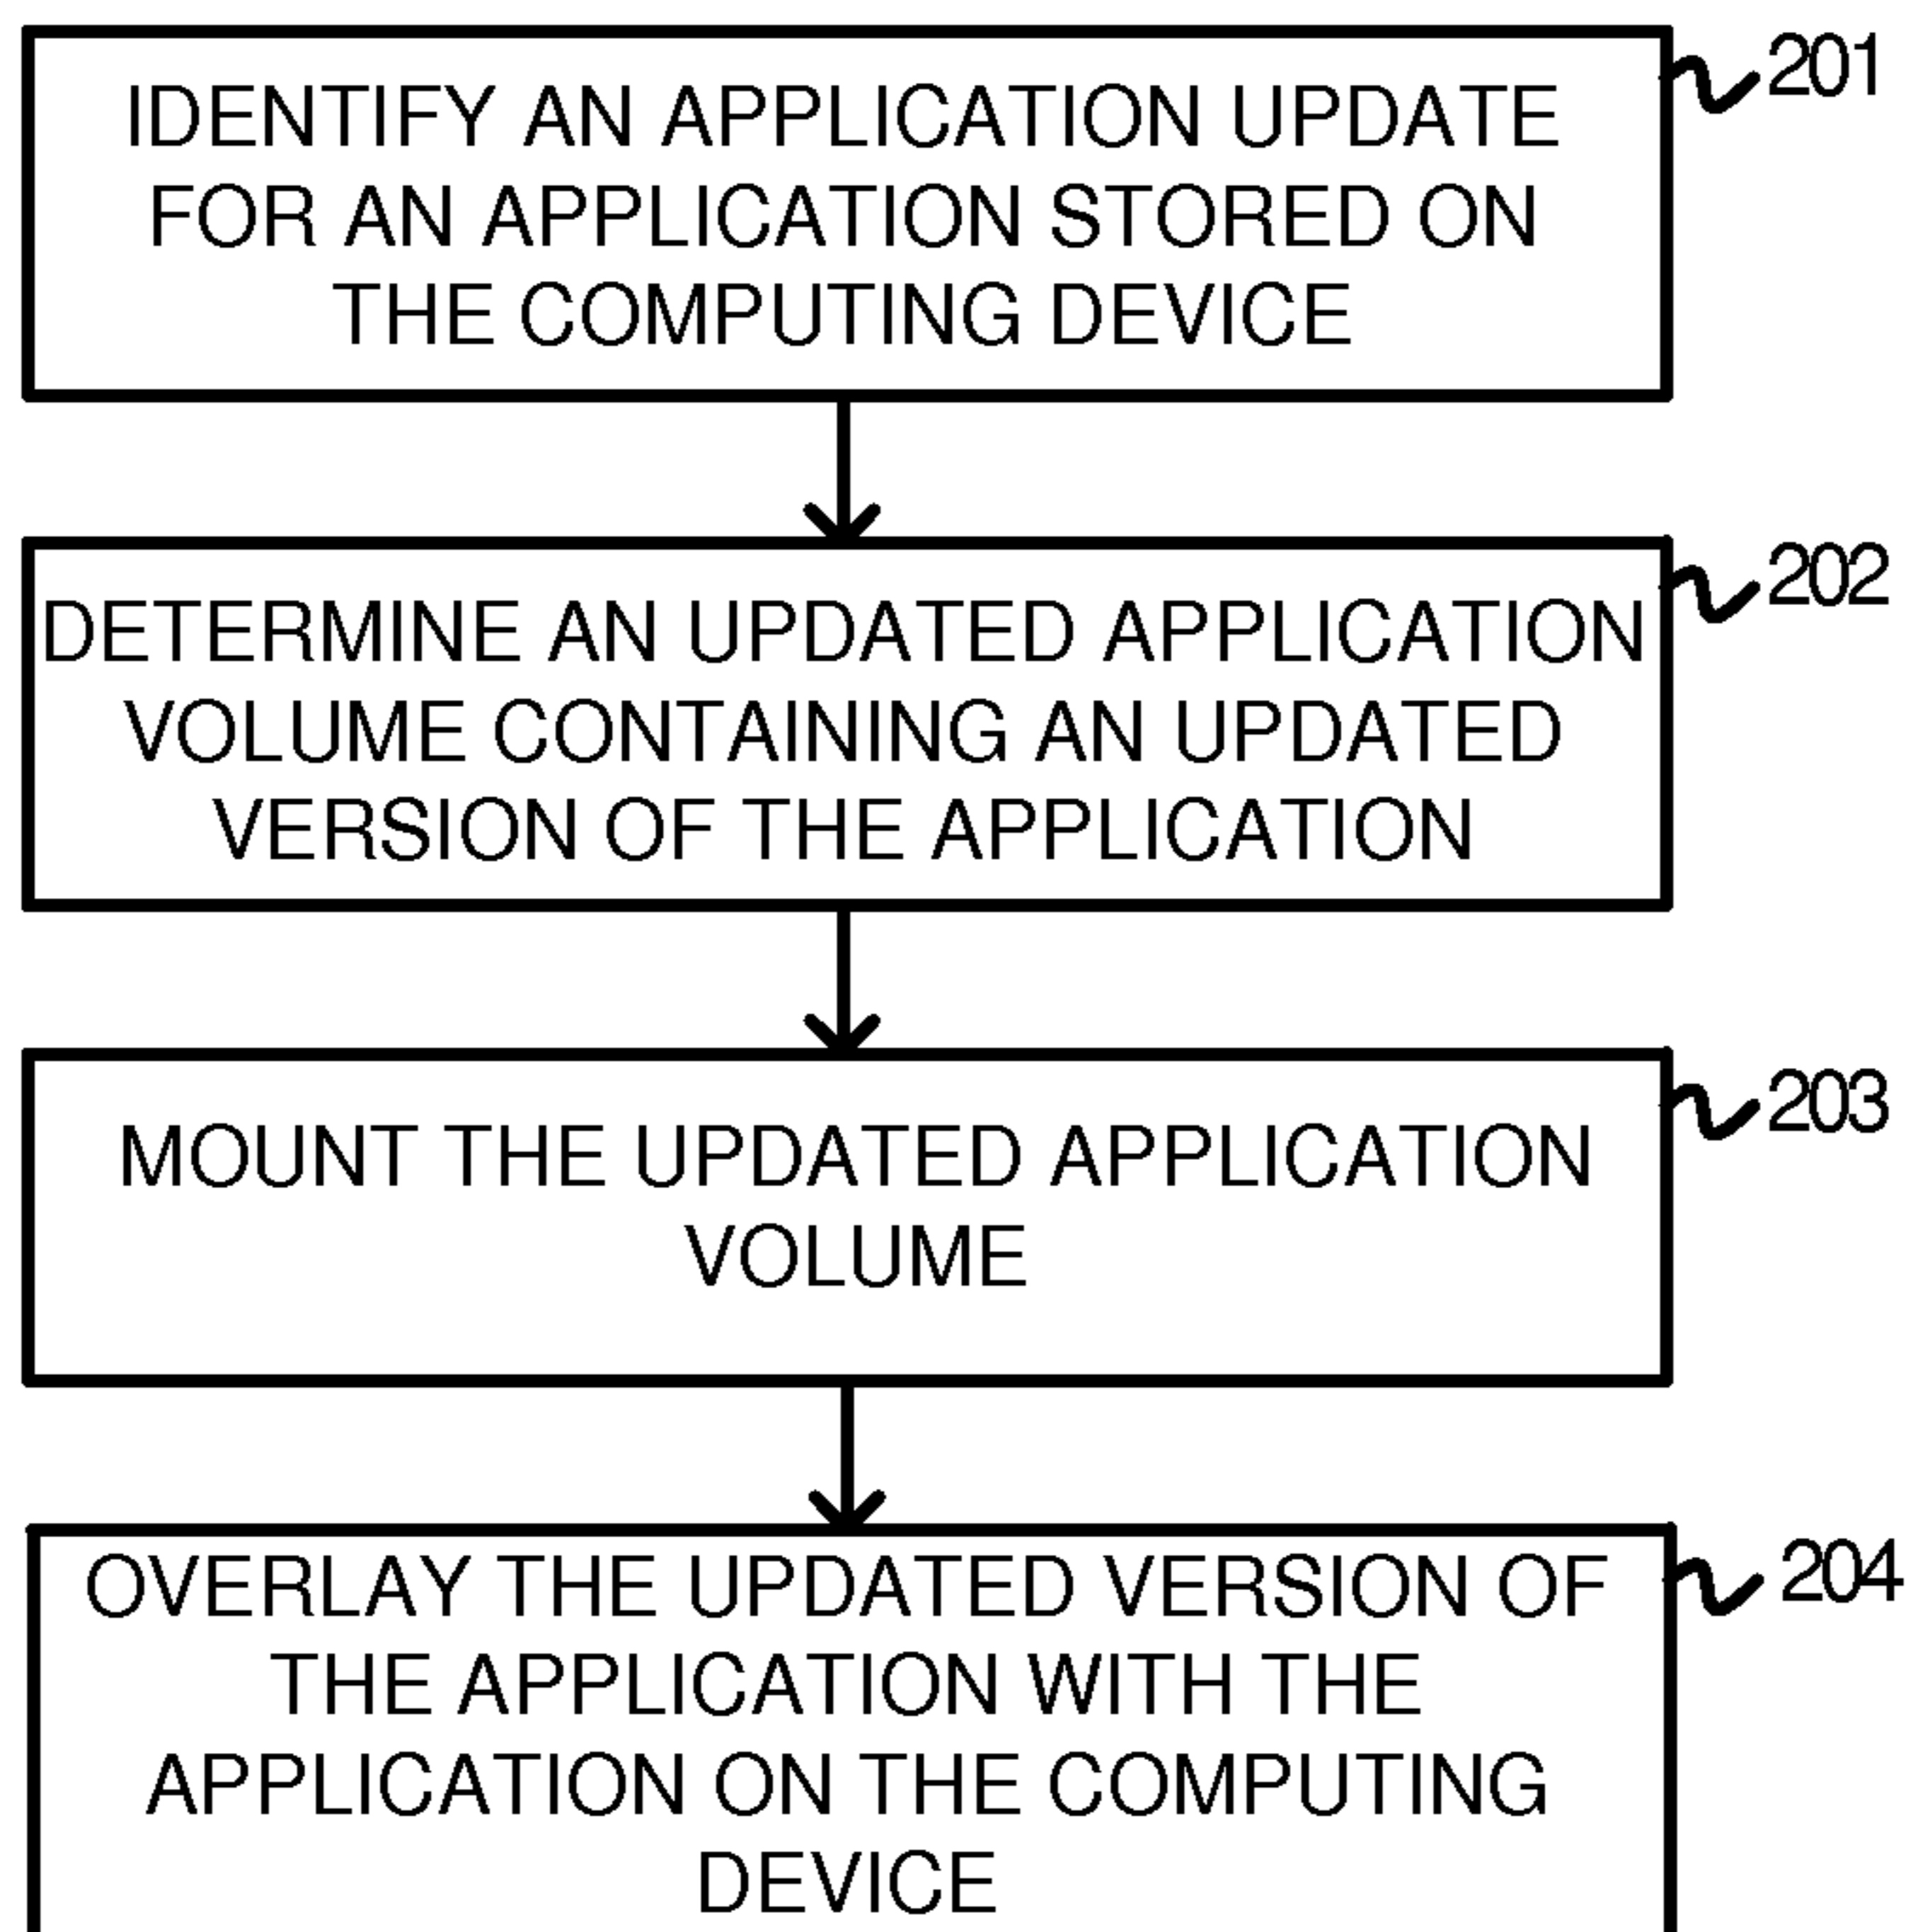 IDENTIFY AN APPLICATION UPDATE
FOR AN APPLICATION STORED ON
THE COMPUTING DEVICE
201
DETERMINE AN UPDATED APPLICATION
VOLUME CONTAINING AN UPDATED
VERSION OF THE APPLICATION
202
MOUNT THE UPDATED APPLICATION
VOLUME
203
OVERLAY THE UPDATED VERSION OF
THE APPLICATION WITH THE
APPLICATION ON THE COMPUTING
DEVICE
204